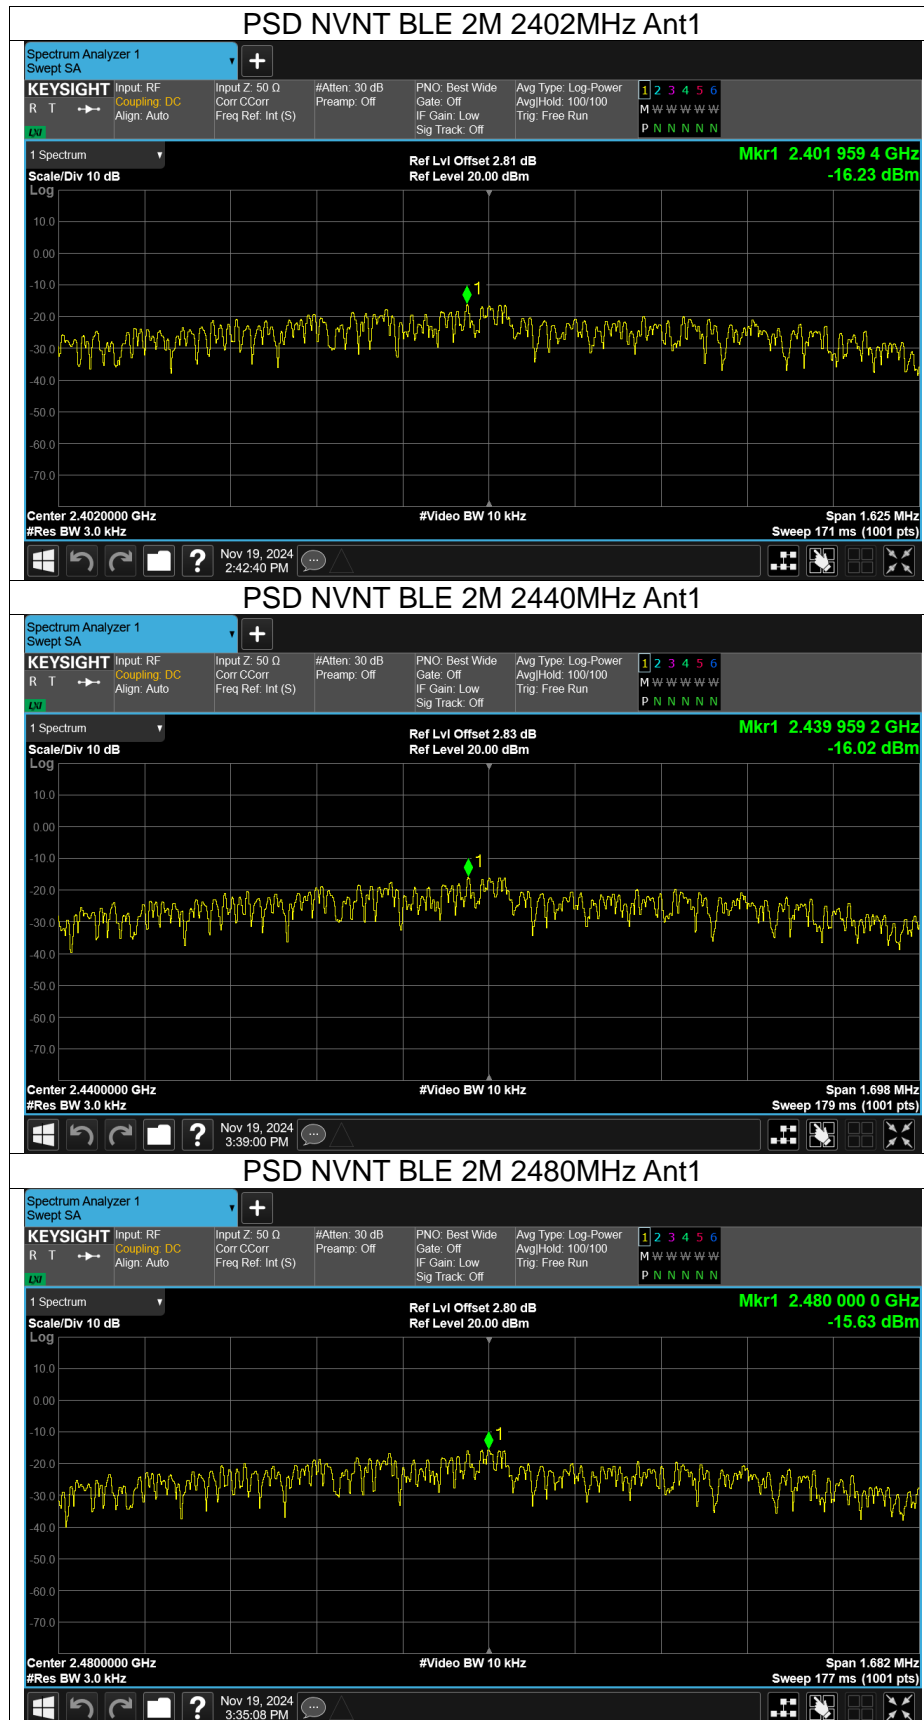 PSD NVNT BLE 2M 2402MHz Ant1
Spectrum Analyzer 1
Swept SA
KEYSIGHT
R T
LXI
Input: RF
Coupling: DC
Align: Auto
Input Z: 50 Ω
Corr CCorr
Freq Ref: Int (S)
#Atten: 30 dB
Preamp: Off
PNO: Best Wide
Gate: Off
IF Gain: Low
Sig Track: Off
Avg Type: Log-Power
Avg|Hold: 100/100
Trig: Free Run
1 2 3 4 5 6
M W W W W W
P N N N N N
1 Spectrum
Scale/Div 10 dB
Log
Ref Lvl Offset 2.81 dB
Ref Level 20.00 dBm
Mkr1 2.401 959 4 GHz
-16.23 dBm
10.0
0.00
-10.0
-20.0
-30.0
-40.0
-50.0
-60.0
-70.0
1
Center 2.4020000 GHz
#Res BW 3.0 kHz
#Video BW 10 kHz
Span 1.625 MHz
Sweep 171 ms (1001 pts)
?
Nov 19, 2024
2:42:40 PM
PSD NVNT BLE 2M 2440MHz Ant1
Spectrum Analyzer 1
Swept SA
KEYSIGHT
R T
LXI
Input: RF
Coupling: DC
Align: Auto
Input Z: 50 Ω
Corr CCorr
Freq Ref: Int (S)
#Atten: 30 dB
Preamp: Off
PNO: Best Wide
Gate: Off
IF Gain: Low
Sig Track: Off
Avg Type: Log-Power
Avg|Hold: 100/100
Trig: Free Run
1 2 3 4 5 6
M W W W W W
P N N N N N
1 Spectrum
Scale/Div 10 dB
Log
Ref Lvl Offset 2.83 dB
Ref Level 20.00 dBm
Mkr1 2.439 959 2 GHz
-16.02 dBm
10.0
0.00
-10.0
-20.0
-30.0
-40.0
-50.0
-60.0
-70.0
1
Center 2.4400000 GHz
#Res BW 3.0 kHz
#Video BW 10 kHz
Span 1.698 MHz
Sweep 179 ms (1001 pts)
?
Nov 19, 2024
3:39:00 PM
PSD NVNT BLE 2M 2480MHz Ant1
Spectrum Analyzer 1
Swept SA
KEYSIGHT
R T
LXI
Input: RF
Coupling: DC
Align: Auto
Input Z: 50 Ω
Corr CCorr
Freq Ref: Int (S)
#Atten: 30 dB
Preamp: Off
PNO: Best Wide
Gate: Off
IF Gain: Low
Sig Track: Off
Avg Type: Log-Power
Avg|Hold: 100/100
Trig: Free Run
1 2 3 4 5 6
M W W W W W
P N N N N N
1 Spectrum
Scale/Div 10 dB
Log
Ref Lvl Offset 2.80 dB
Ref Level 20.00 dBm
Mkr1 2.480 000 0 GHz
-15.63 dBm
10.0
0.00
-10.0
-20.0
-30.0
-40.0
-50.0
-60.0
-70.0
1
Center 2.4800000 GHz
#Res BW 3.0 kHz
#Video BW 10 kHz
Span 1.682 MHz
Sweep 177 ms (1001 pts)
?
Nov 19, 2024
3:35:08 PM